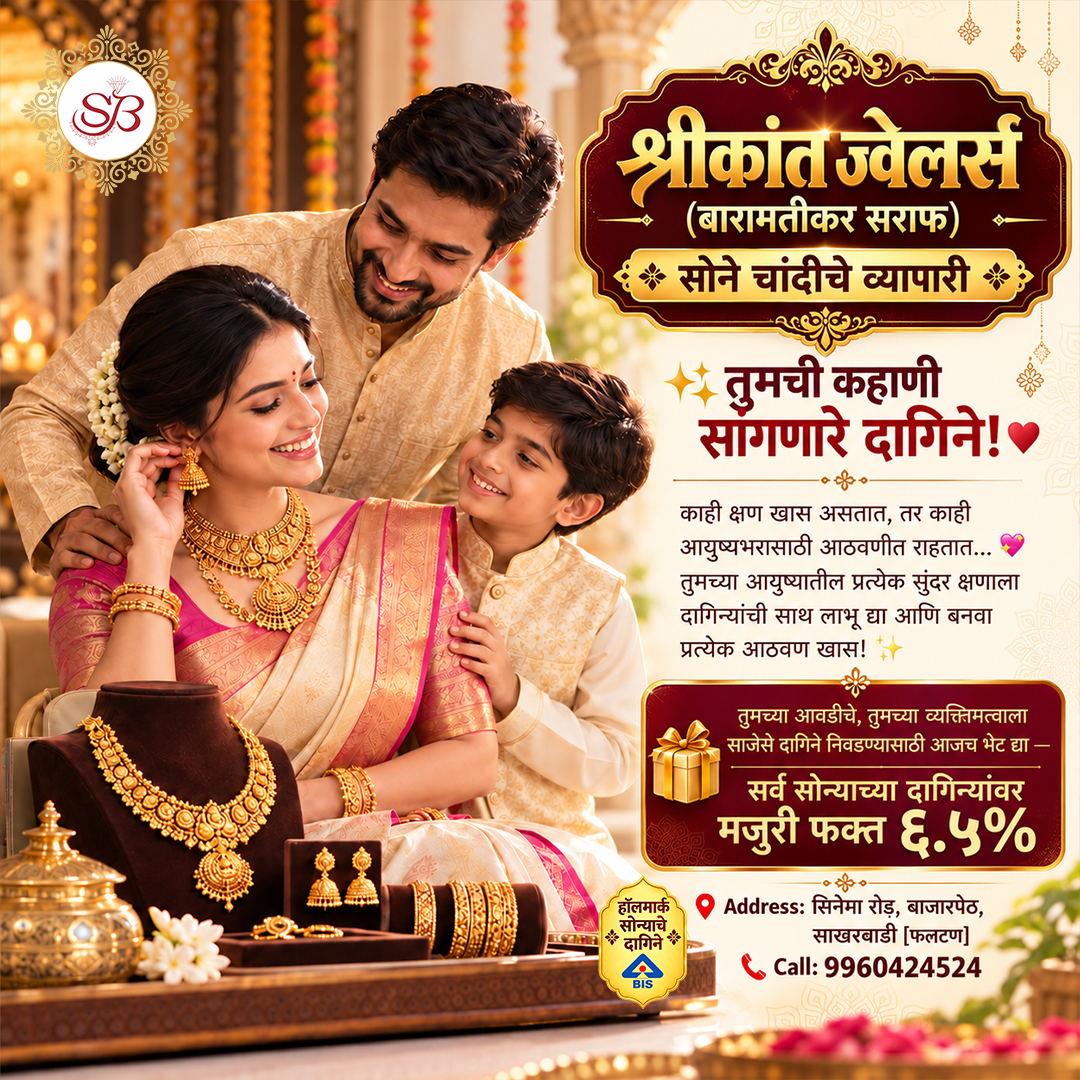 SB
श्रीकांत ज्वेलर्स
(बारामतीकर सराफ)
सोने चांदीचे व्यापारी
तुमची कहाणी
सांगणारे दागिने!
काही क्षण खास असतात, तर काही
आयुष्यभरासाठी आठवणीत राहतात...
तुमच्या आयुष्यातील प्रत्येक सुंदर क्षणाला
दागिन्यांची साथ लाभू द्या आणि बनवा
प्रत्येक आठवण खास!
तुमच्या आवडीचे, तुमच्या व्यक्तिमत्वाला
साजेसे दागिने निवडण्यासाठी आजच भेट द्या –
सर्व सोन्याच्या दागिन्यांवर
मजुरी फक्त ६.५%
हॉलमार्क
सोन्याचे
दागिने
BIS
Address: सिनेमा रोड़, बाजारपेठ,
साखरबाडी [फलटण]
Call: 9960424524